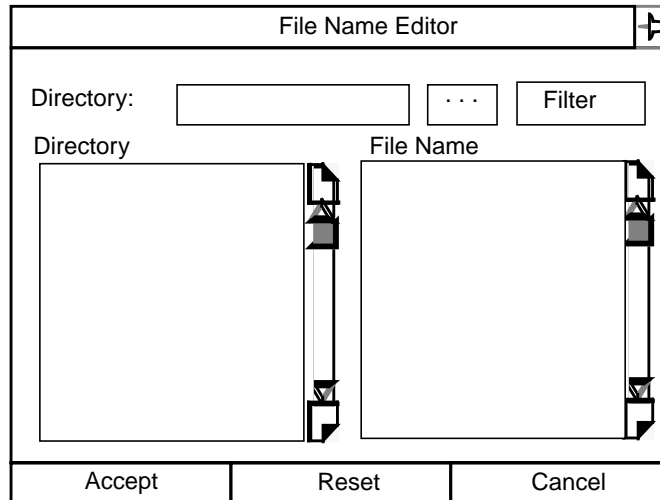 File Name Editor
Directory: . . . Filter
Directory File Name
Accept Reset Cancel